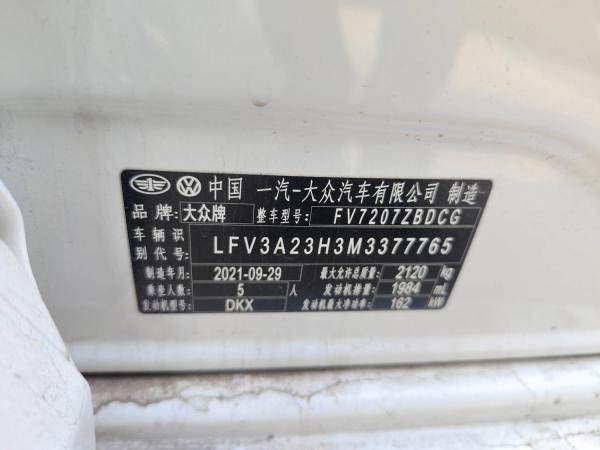 中国 一汽-大众汽车有限公司 制造
品牌: 大众牌 整车型号: FV7207ZBDCG
车辆识别代号: LFV3A23H3M3377765
制造年月 2021-09-29 最大允许总质量: 2120 kg
乘坐人数: 5 人 发动机排量: 1984 mL
发动机型号: DKX 发动机最大净功率: 162 kW